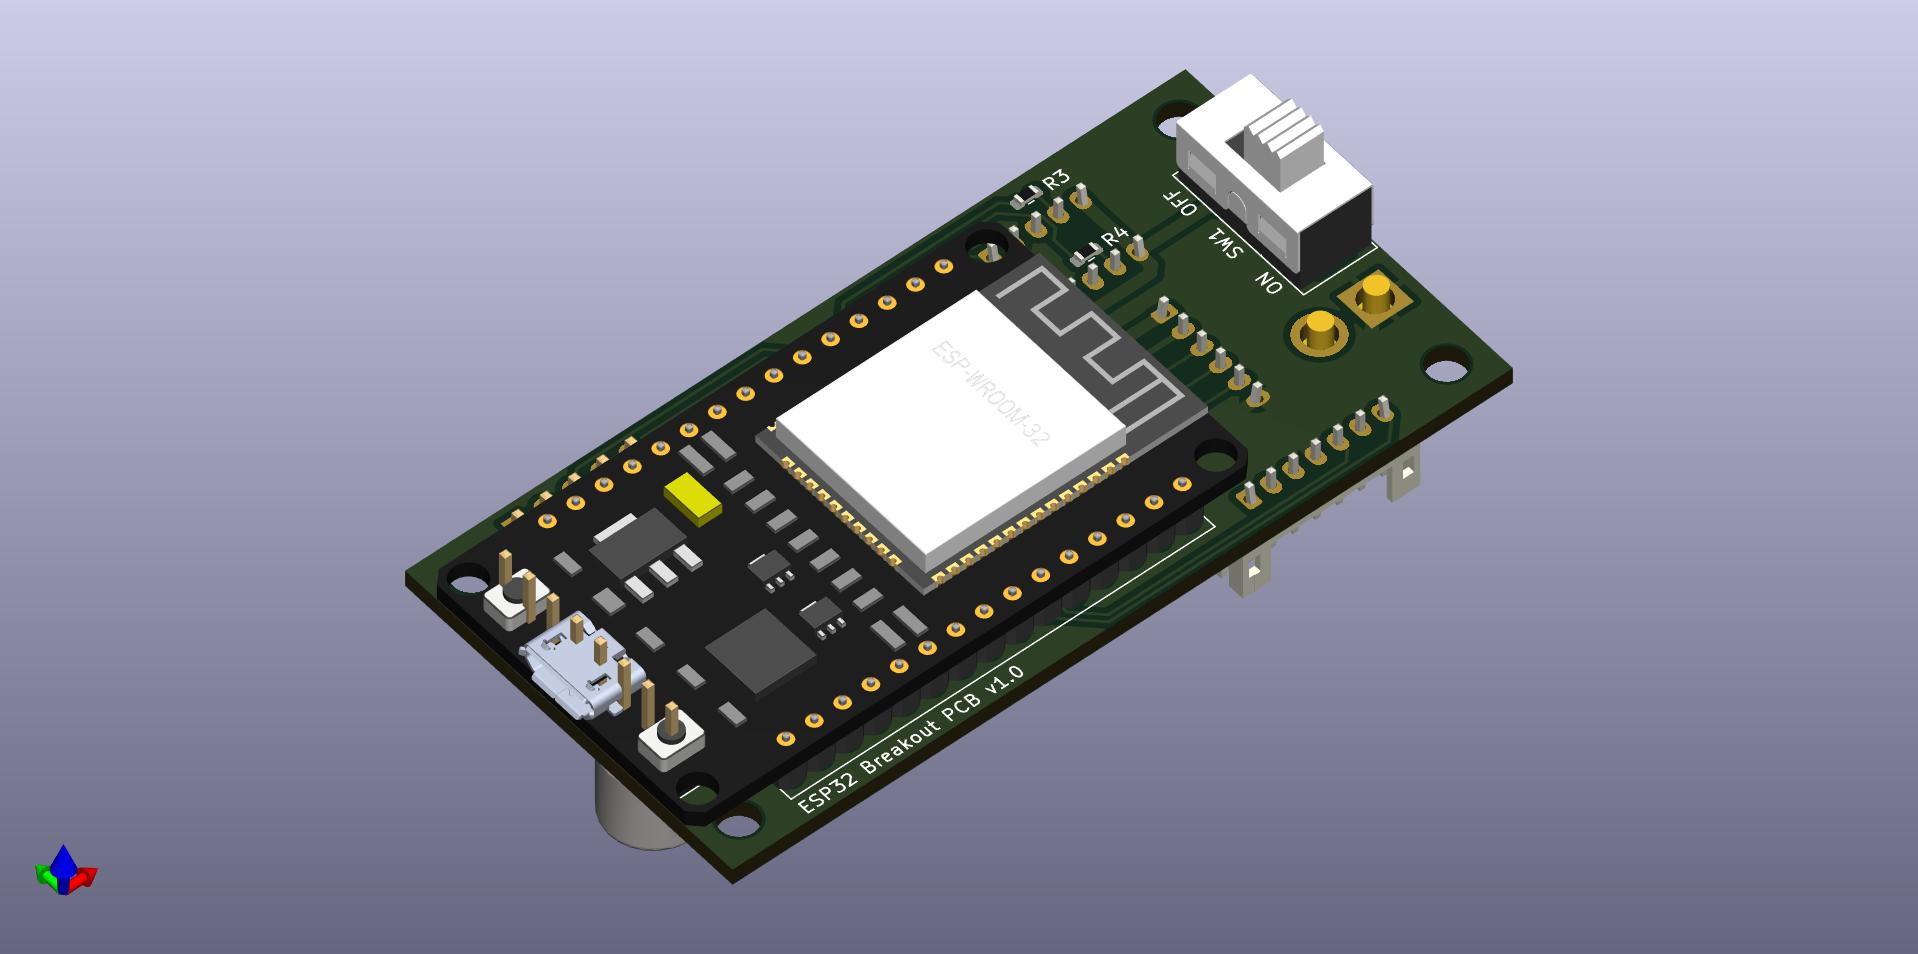 R3
R4
OFF
SW1
ON
ESP-WROOM-32
ESP32 Breakout PCB v1.0